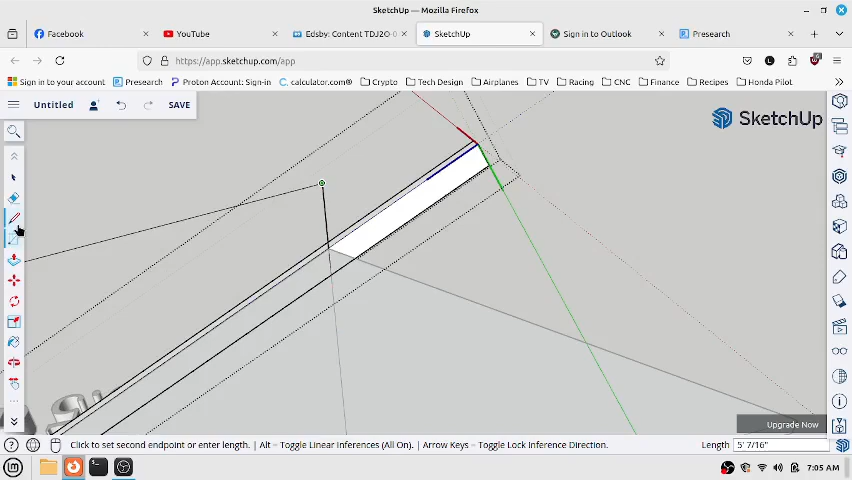 SketchUp - Mozilla Firefox
Facebook
YouTube
Edsby: Content TDJ2O-0
SketchUp
Sign in to Outlook
Presearch
https://app.sketchup.com/app
Sign in to your account
Presearch
Proton Account: Sign-in
calculator.com®
Crypto
Tech Design
Airplanes
TV
Racing
CNC
Finance
Recipes
Honda Pilot
Untitled
SAVE
SketchUp
Upgrade Now
Click to set second endpoint or enter length. | Alt = Toggle Linear Inferences (All On). | Arrow Keys = Toggle Lock Inference Direction.
Length
5' 7/16"
7:05 AM